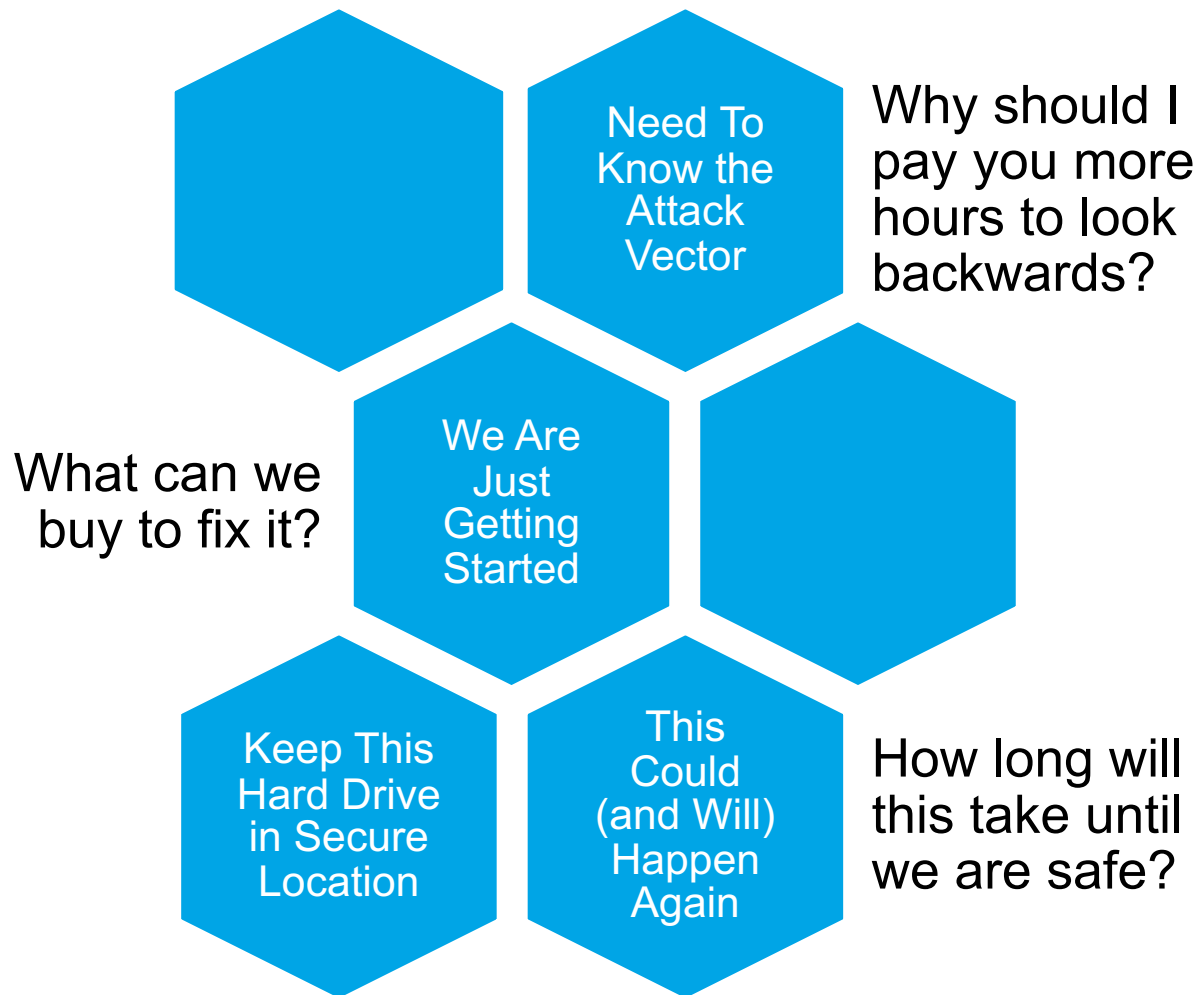 Need To
Know the
Attack
Vector
Why should I
pay you more
hours to look
backwards?
What can we
buy to fix it?
We Are
Just
Getting
Started
Keep This
Hard Drive
in Secure
Location
This
Could
(and Will)
Happen
Again
How long will
this take until
we are safe?